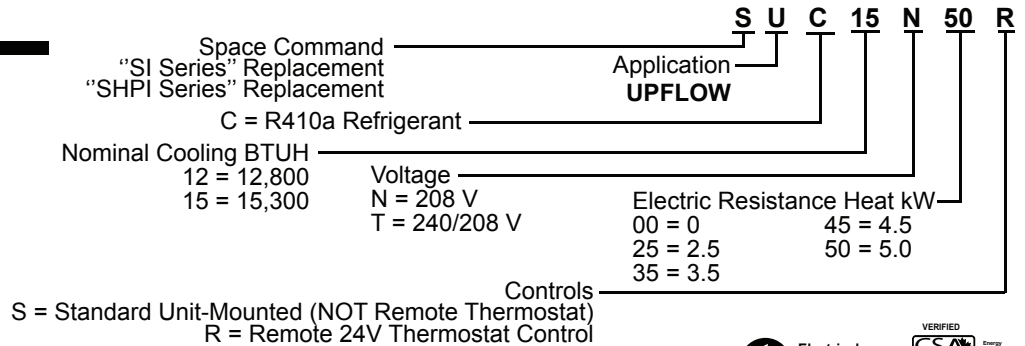 S U C 15 N 50 R
Space Command
‘’SI Series’’ Replacement
‘’SHPI Series’’ Replacement
Application
UPFLOW
C = R410a Refrigerant
Nominal Cooling BTUH
12 = 12,800
15 = 15,300
Voltage
N = 208 V
T = 240/208 V
Electric Resistance Heat kW
00 = 0
25 = 2.5
35 = 3.5
45 = 4.5
50 = 5.0
Controls
S = Standard Unit-Mounted (NOT Remote Thermostat)
R = Remote 24V Thermostat Control
VERIFIED
Energy